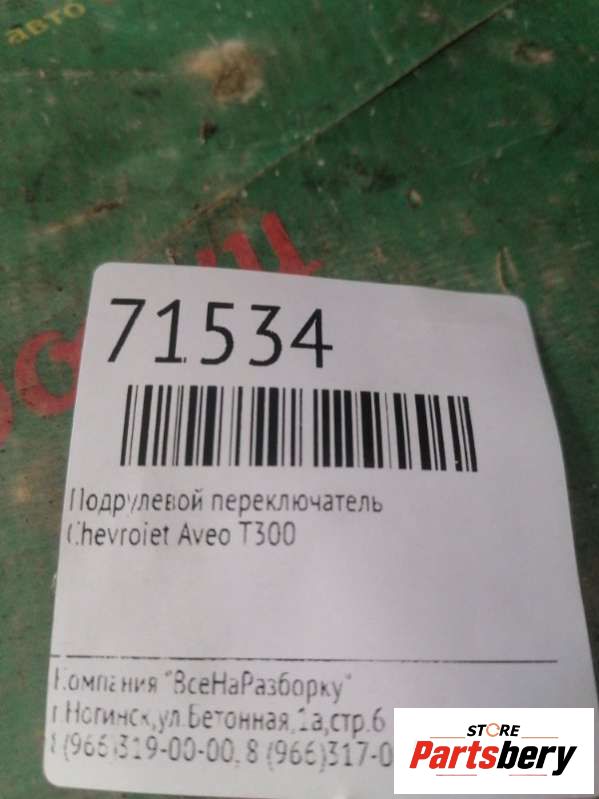 авто
71534
Подрулевой переключатель
Chevrolet Aveo T300
Компания "ВсеНаРазборку"
г.Ногинск,ул.Бетонная,1а,стр.6
8 (966)319-00-00, 8 (966)317-0
STORE
Partsbery